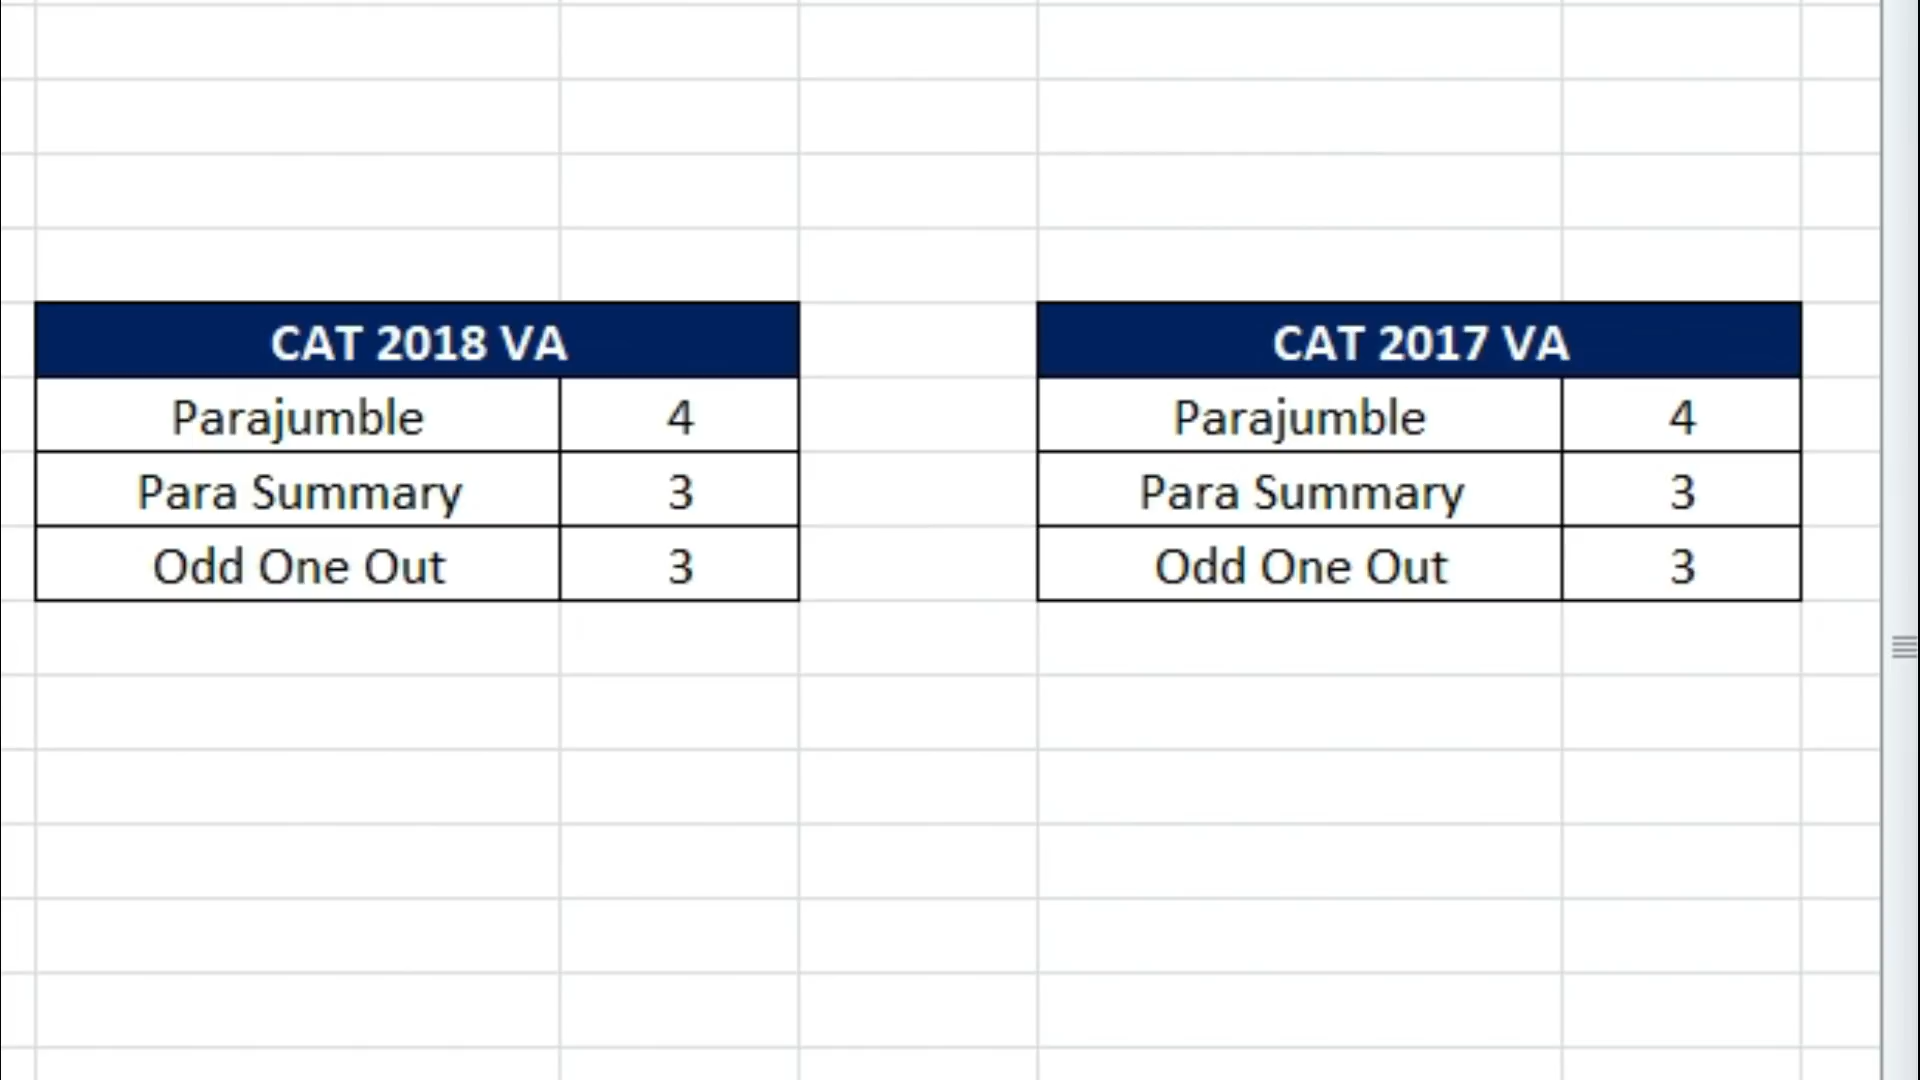 CAT 2018 VA
Parajumble 4
Para Summary 3
Odd One Out 3
CAT 2017 VA
Parajumble 4
Para Summary 3
Odd One Out 3